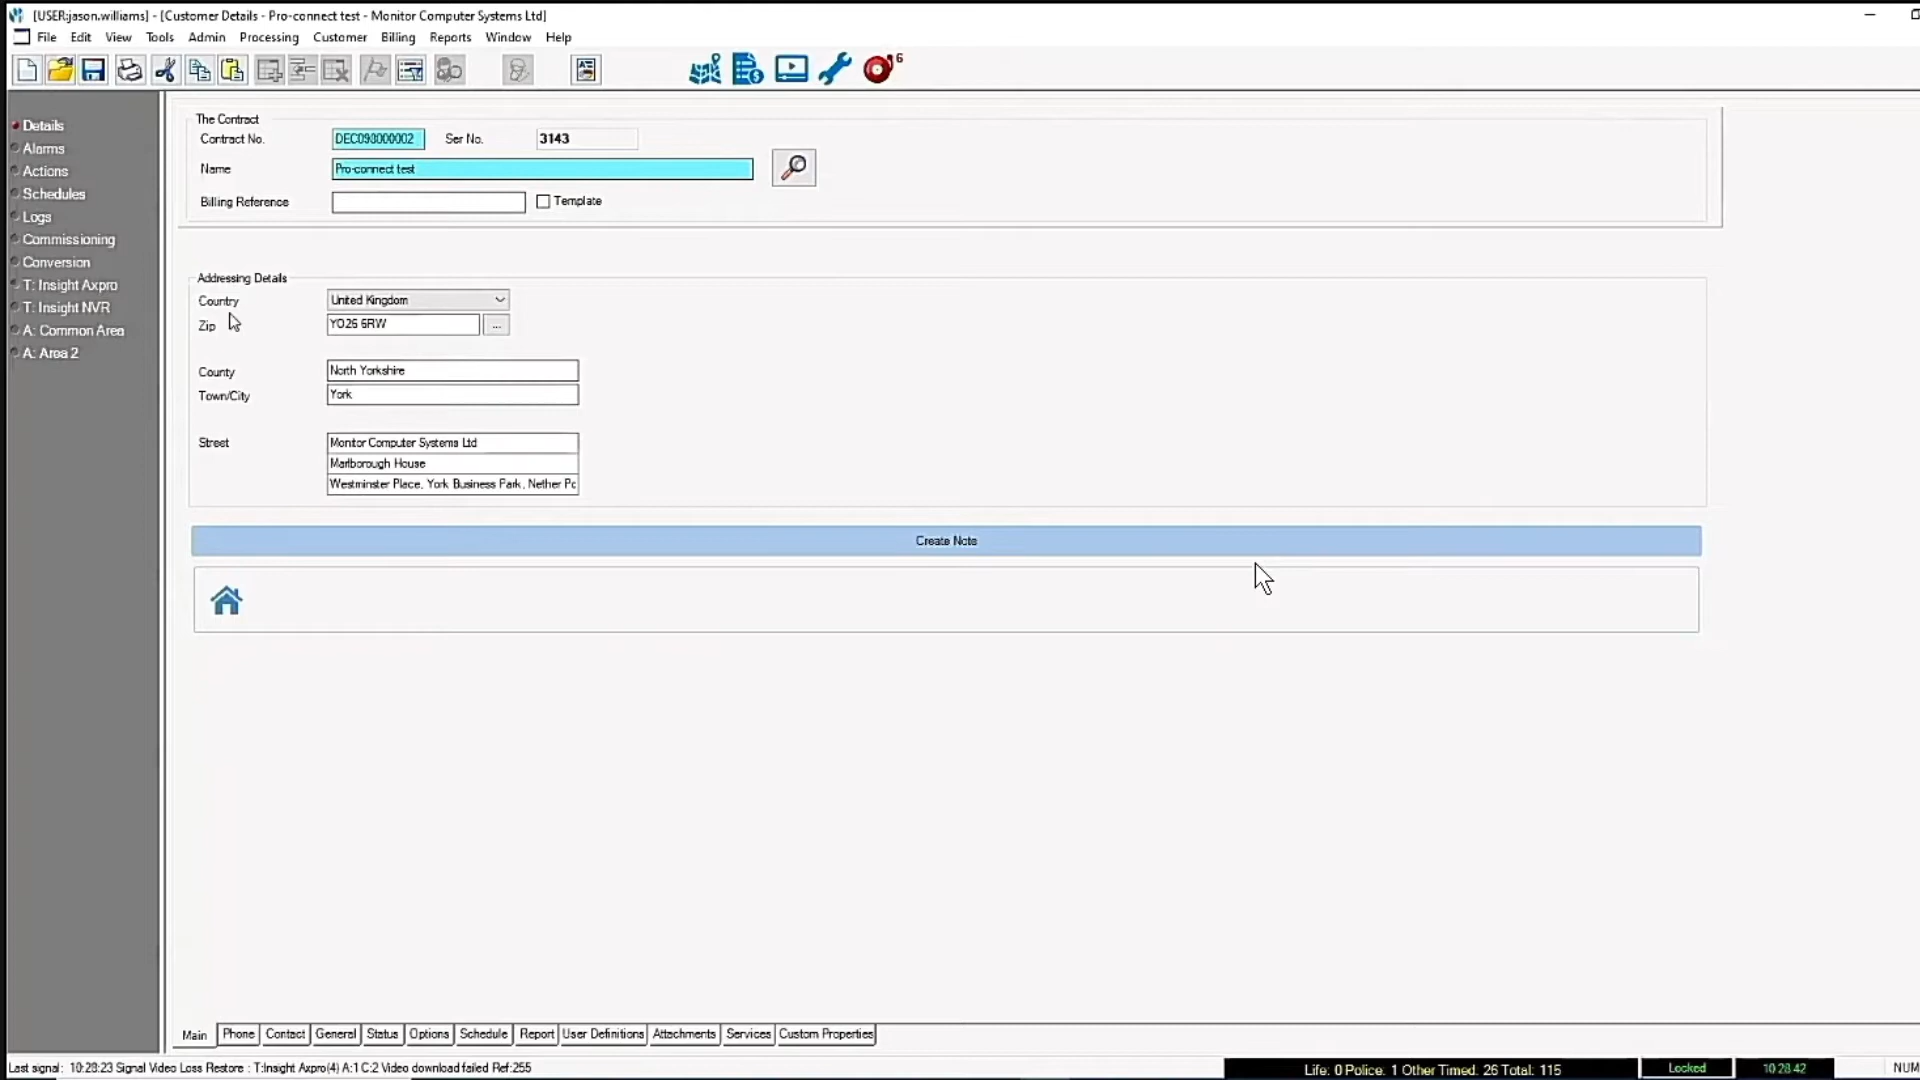 [USER:jason.williams] - [Customer Details - Pro-connect test - Monitor Computer Systems Ltd]
File Edit View Tools Admin Processing Customer Billing Reports Window Help
6
Details
Alarms
Actions
Schedules
Logs
Commissioning
Conversion
T: Insight Axpro
T: Insight NVR
A: Common Area
A: Area 2
The Contract
Contract No. DEC090000002 Ser No. 3143
Name Pro-connect test
Billing Reference Template
Addressing Details
Country United Kingdom
Zip YO26 6RW ...
County North Yorkshire
Town/City York
Street Monitor Computer Systems Ltd
Marlborough House
Westminster Place, York Business Park, Nether Po
Create Note
Main Phone Contact General Status Options Schedule Report User Definitions Attachments Services Custom Properties
Last signal: 10:28:23 Signal Video Loss Restore : T:Insight Axpro(4) A:1 C:2 Video download failed Ref:255 Life: 0 Police. 1 Other Timed. 26 Total: 115 Locked 10:28:42 NUM